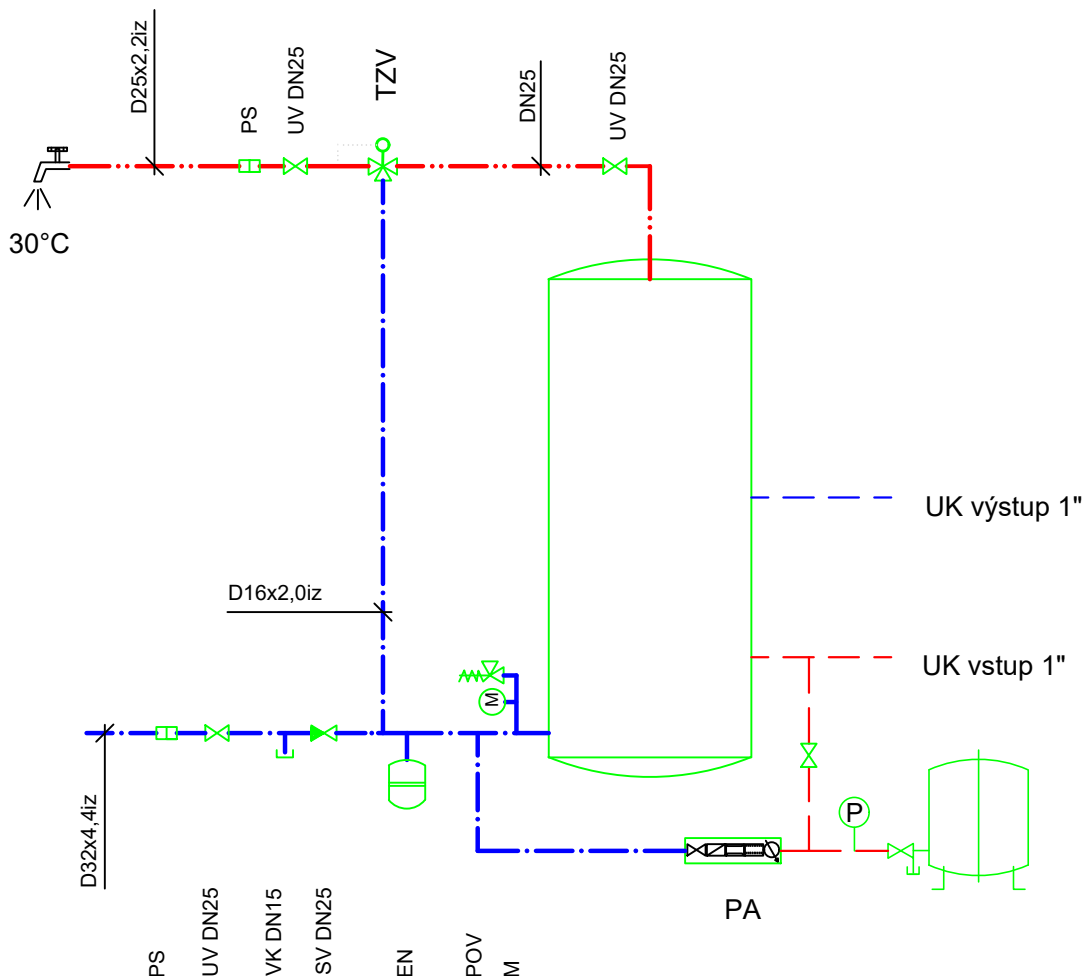 D25x2,2iz
PS
UV DN25
TZV
DN25
UV DN25
30°C
UK výstup 1"
D16x2,0iz
UK vstup 1"
M
P
D32x4,4iz
PA
PS
UV DN25
VK DN15
SV DN25
EN
POV
M